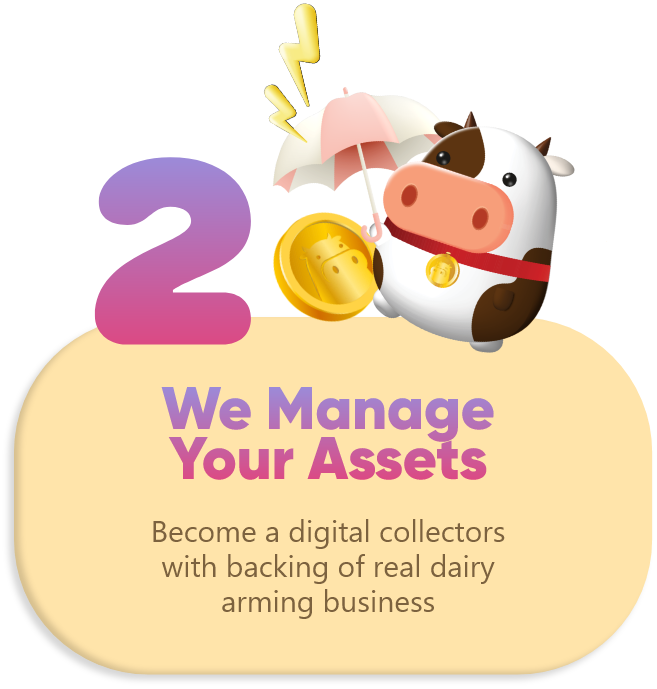 2
We Manage
Your Assets
Become a digital collectors
with backing of real dairy
arming business